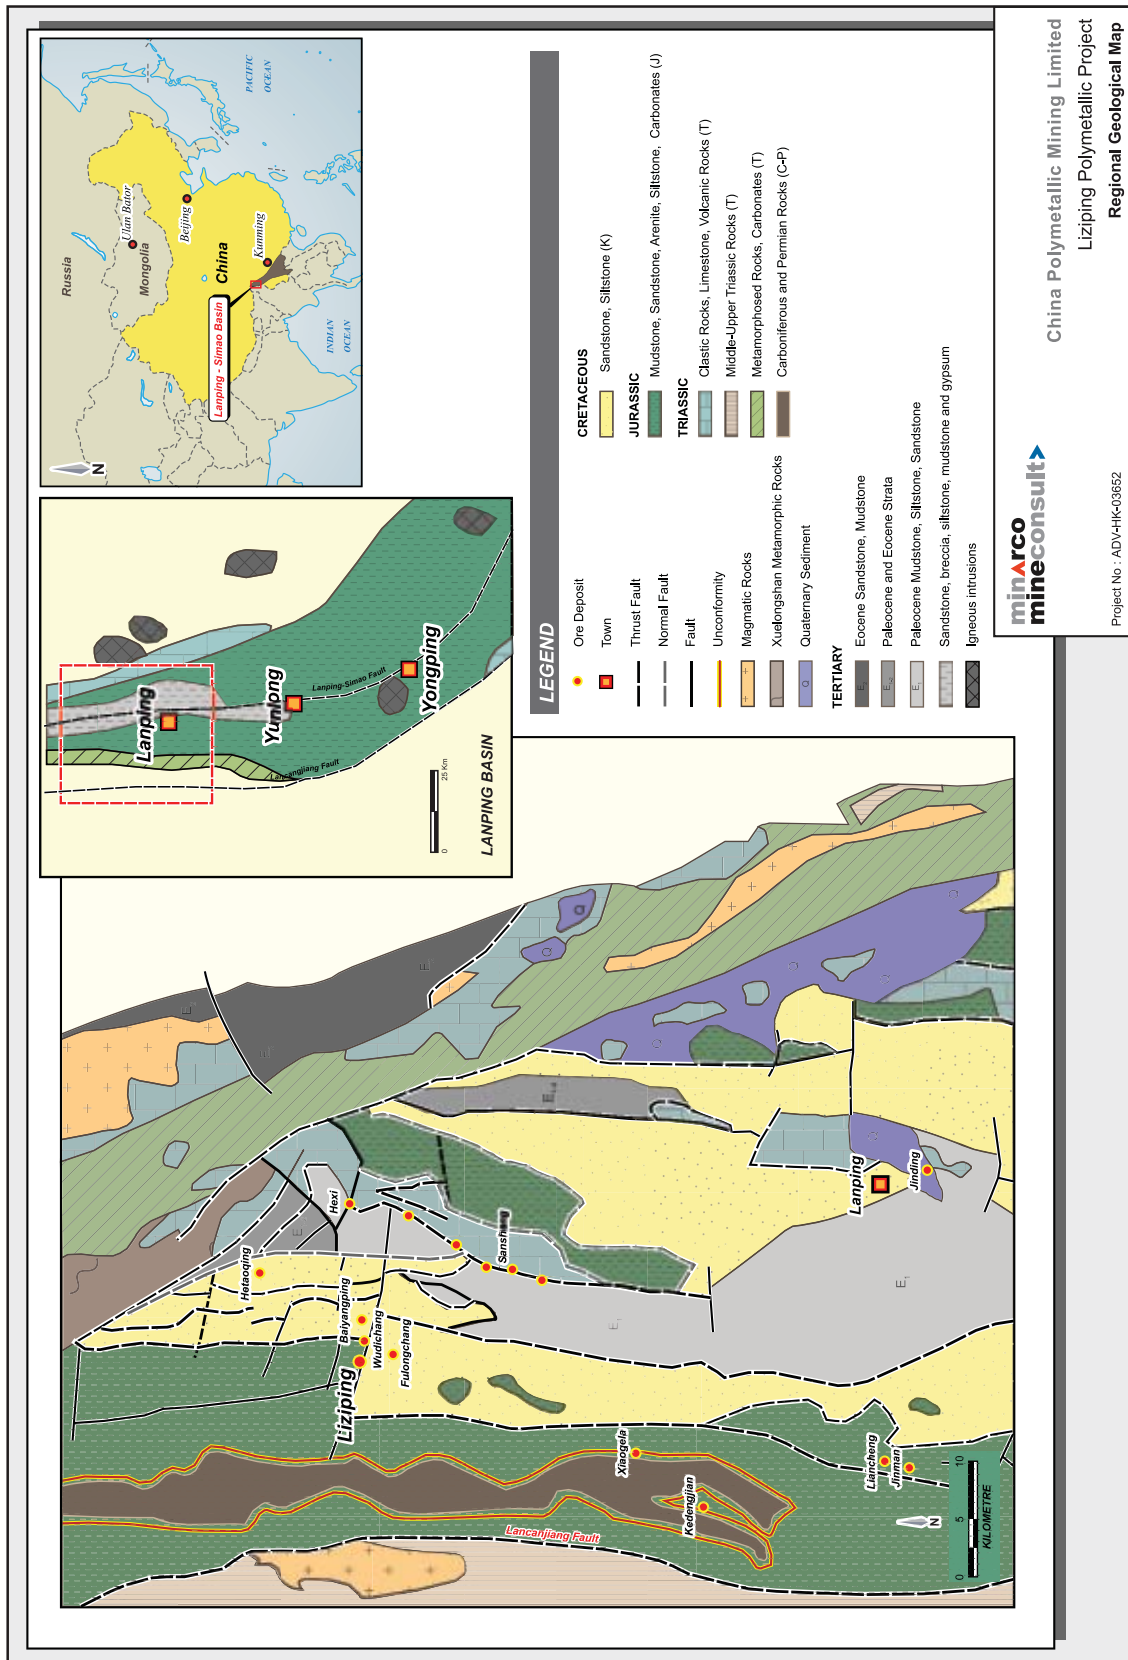 China Polymetallic Mining Limited
Liziping Polymetallic Project
Regional Geological Map
minarco
mineconsult
Project No : ADV-HK-03652
Russia
Ulan Bator
Mongolia
Beijing
China
Kunming
Lanping - Simao Basin
PACIFIC
OCEAN
INDIAN
OCEAN
N
Lanping
Yunlong
Yongping
Lanping-Simao Fault
Lancangjiang Fault
0
25 Km
LANPING BASIN
LEGEND
Ore Deposit
Town
Thrust Fault
Normal Fault
Fault
Unconformity
Magmatic Rocks
Xuelongshan Metamorphic Rocks
Q
Quaternary Sediment
TERTIARY
Eocene Sandstone, Mudstone
Paleocene and Eocene Strata
E1
Paleocene Mudstone, Siltstone, Sandstone
Sandstone, breccia, siltstone, mudstone and gypsum
Igneous intrusions
CRETACEOUS
Sandstone, Siltstone (K)
JURASSIC
Mudstone, Sandstone, Arenite, Siltstone, Carbonates (J)
TRIASSIC
Clastic Rocks, Limestone, Volcanic Rocks (T)
Middle-Upper Triassic Rocks (T)
Metamorphosed Rocks, Carbonates (T)
Carboniferous and Permian Rocks (C-P)
Hetaoqing
Hexi
Baiyangping
Wudichang
Fulongchang
Liziping
Sanshang
Xiaogela
Kedengjian
Lancanjiang Fault
Lanping
Jinding
Liancheng
Jinman
Q
Q
Q
Q
E1
N
0
5
10
KILOMETRE